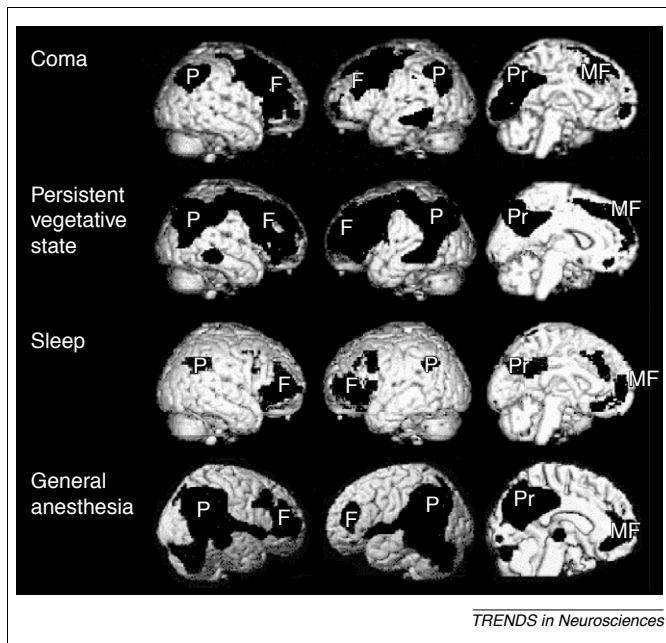 Coma
P
F
F
P
Pr
MF
Persistent
vegetative
state
P
F
F
P
Pr
MF
Sleep
P
F
F
P
Pr
MF
General
anesthesia
P
F
F
P
Pr
MF
TRENDS in Neurosciences